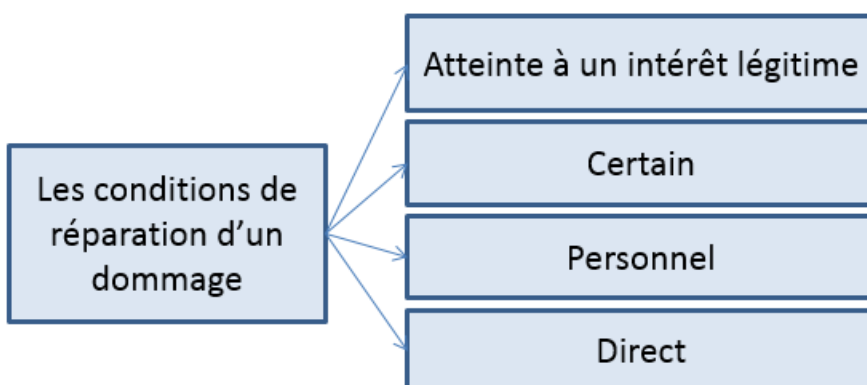 Les conditions de
réparation d'un
dommage
Atteinte à un intérêt légitime
Certain
Personnel
Direct